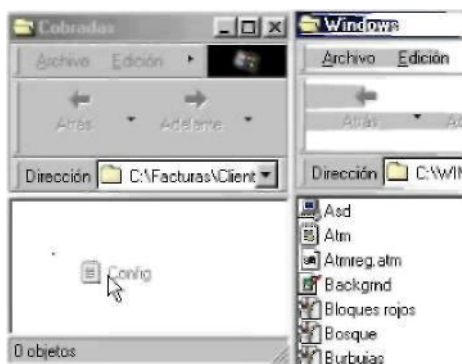 Cobradas
Archivo Edición
Atrás Adelante
Dirección C:\Facturas\Client
Config
0 objetos
Windows
Archivo Edición
Atrás Ad
Dirección C:\WIN
Asd
Atm
Atmreg.atm
Backgrnd
Bloques rojos
Bosque
Burbujas